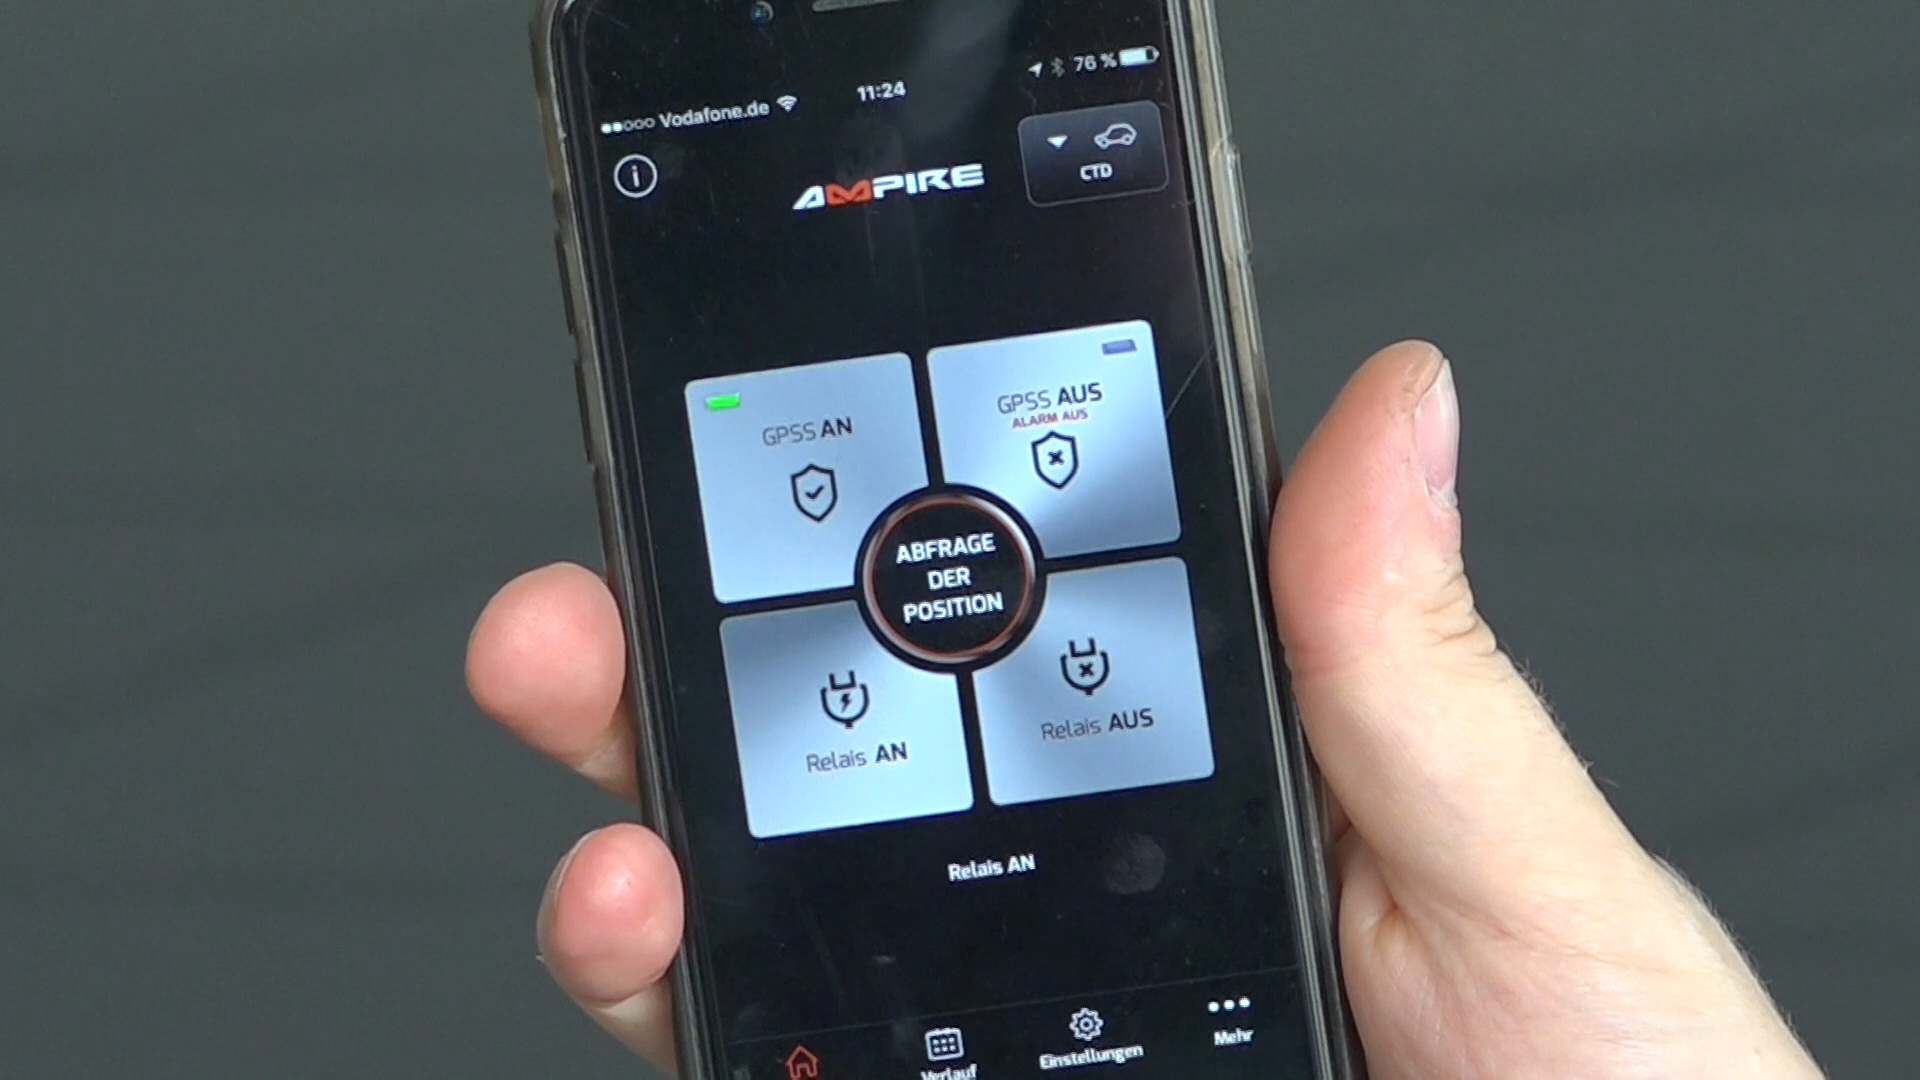 Vodafone.de
11:24
76 %
AMPIRE
CTD
GPSS AN
GPSS AUS
ALARM AUS
ABFRAGE
DER
POSITION
Relais AN
Relais AUS
Relais AN
Verlauf
Einstellungen
Mehr